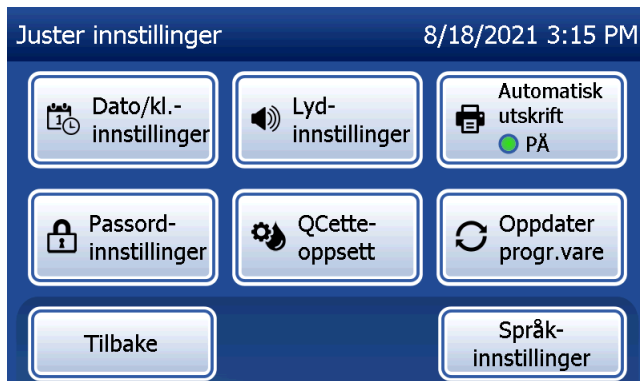 Juster innstillinger 8/18/2021 3:15 PM
Dato/kl.-
innstillinger
Lyd-
innstillinger
Automatisk
utskrift
PÄ
Passord-
innstillinger
QCette-
oppsett
Oppdater
progr.vare
Tilbake
Språk-
innstillinger